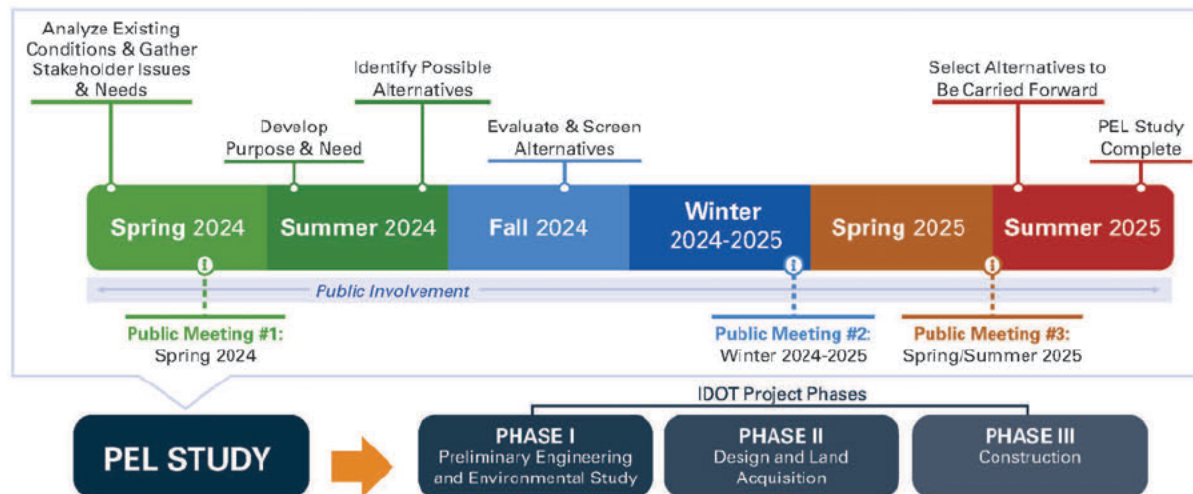 Analyze Existing
Conditions & Gather
Stakeholder Issues
& Needs
Develop
Purpose & Need
Identify Possible
Alternatives
Evaluate & Screen
Alternatives
Select Alternatives to
Be Carried Forward
PEL Study
Complete
Spring 2024
Summer 2024
Fall 2024
Winter
2024-2025
Spring 2025
Summer 2025
Public Involvement
Public Meeting #1:
Spring 2024
Public Meeting #2:
Winter 2024-2025
Public Meeting #3:
Spring/Summer 2025
IDOT Project Phases
PEL STUDY
PHASE I
Preliminary Engineering
and Environmental Study
PHASE II
Design and Land
Acquisition
PHASE III
Construction